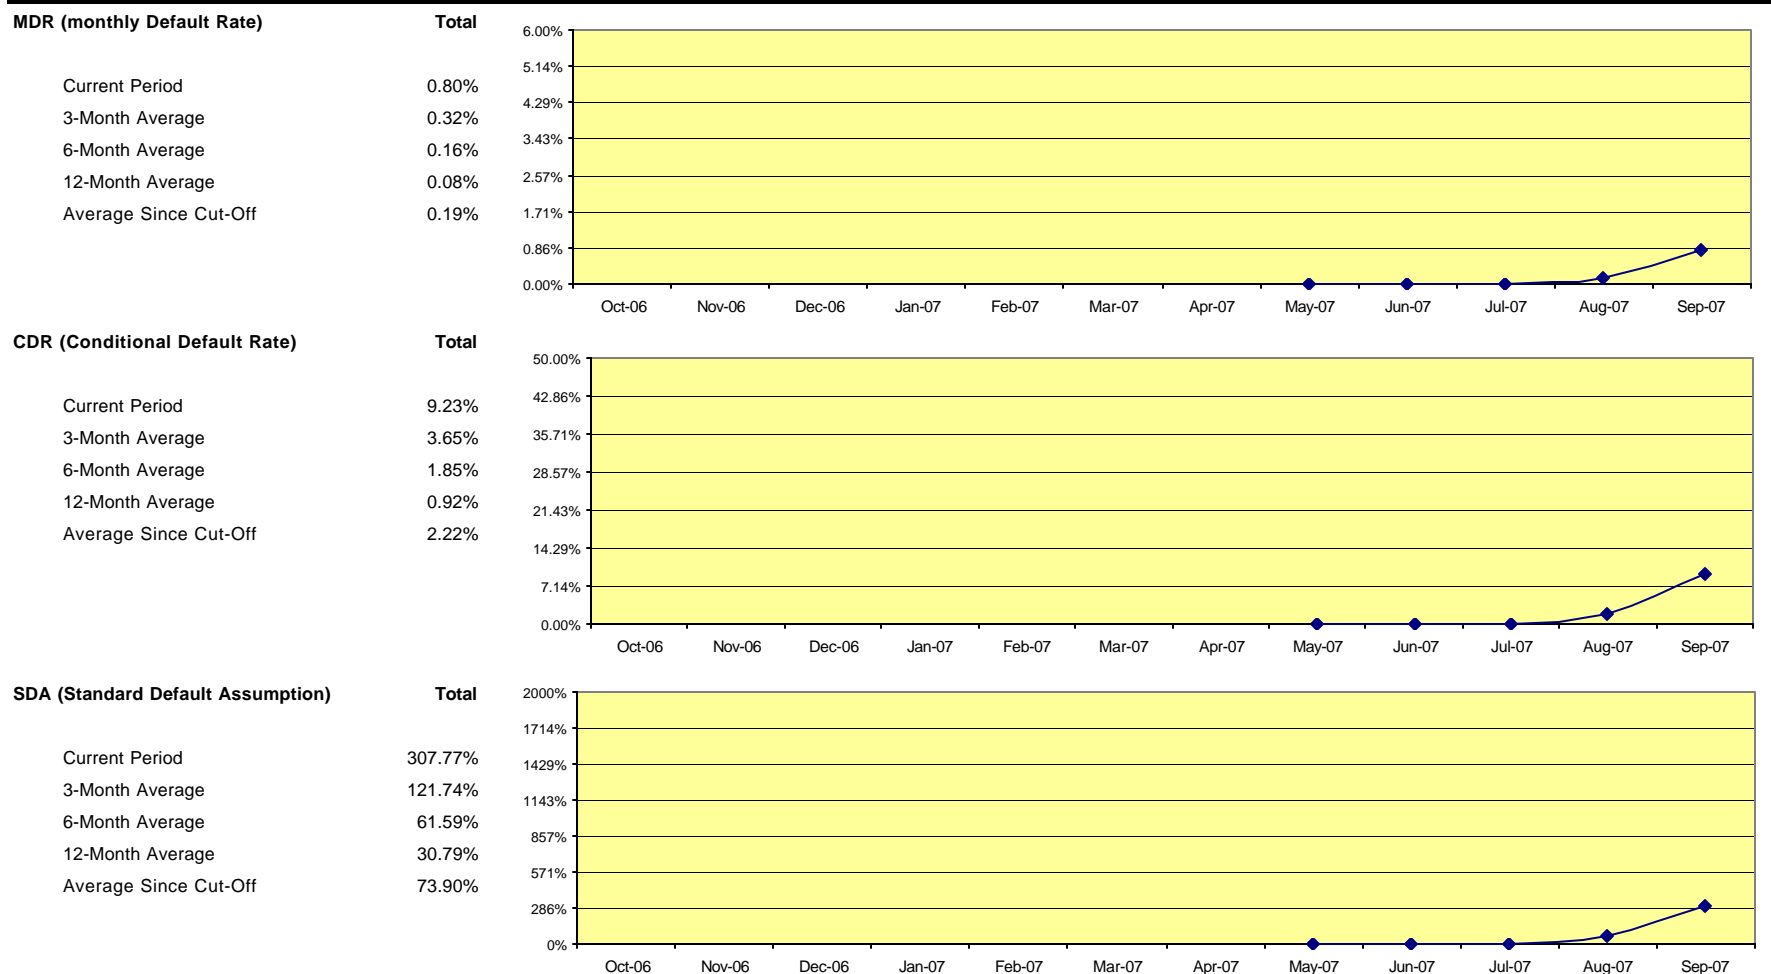 MDR (monthly Default Rate) Total
Current Period 0.80%
3-Month Average 0.32%
6-Month Average 0.16%
12-Month Average 0.08%
Average Since Cut-Off 0.19%
6.00%
5.14%
4.29%
3.43%
2.57%
1.71%
0.86%
0.00%
Oct-06 Nov-06 Dec-06 Jan-07 Feb-07 Mar-07 Apr-07 May-07 Jun-07 Jul-07 Aug-07 Sep-07
CDR (Conditional Default Rate) Total
Current Period 9.23%
3-Month Average 3.65%
6-Month Average 1.85%
12-Month Average 0.92%
Average Since Cut-Off 2.22%
50.00%
42.86%
35.71%
28.57%
21.43%
14.29%
7.14%
0.00%
Oct-06 Nov-06 Dec-06 Jan-07 Feb-07 Mar-07 Apr-07 May-07 Jun-07 Jul-07 Aug-07 Sep-07
SDA (Standard Default Assumption) Total
Current Period 307.77%
3-Month Average 121.74%
6-Month Average 61.59%
12-Month Average 30.79%
Average Since Cut-Off 73.90%
2000%
1714%
1429%
1143%
857%
571%
286%
0%
Oct-06 Nov-06 Dec-06 Jan-07 Feb-07 Mar-07 Apr-07 May-07 Jun-07 Jul-07 Aug-07 Sep-07